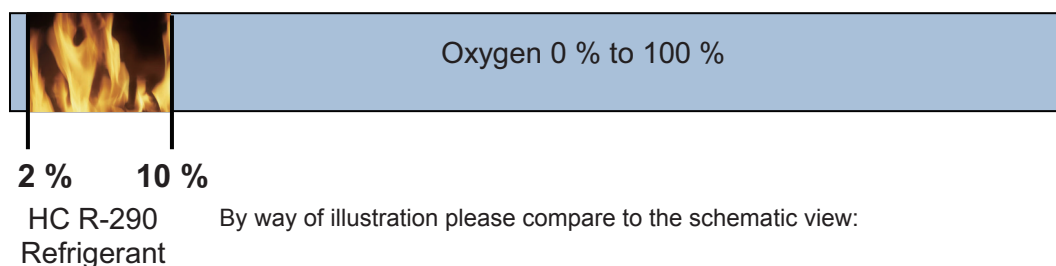 Oxygen 0 % to 100 %
2 % 10 %
HC R-290
Refrigerant
By way of illustration please compare to the schematic view: